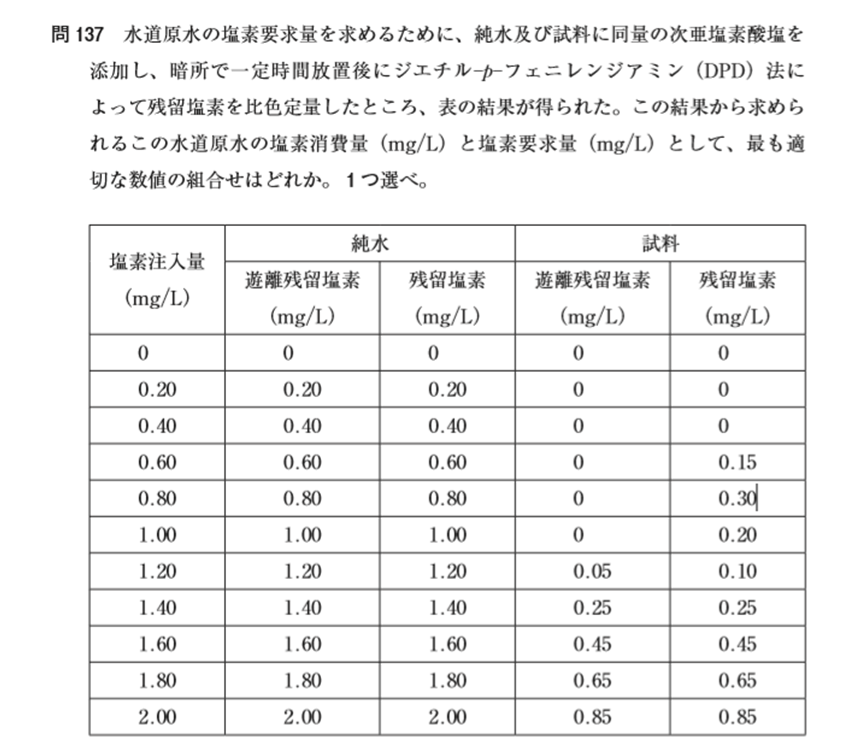 問 137 水道原水の塩素要求量を求めるために、純水及び試料に同量の次亜塩素酸塩を
添加し、暗所で一定時間放置後にジエチル-p-フェニレンジアミン（DPD）法に
よって残留塩素を比色定量したところ、表の結果が得られた。この結果から求めら
れるこの水道原水の塩素消費量（mg/L）と塩素要求量（mg/L）として、最も適
切な数値の組合せはどれか。1つ選べ。
塩素注入量 純水 試料
(mg/L) 遊離残留塩素 残留塩素 遊離残留塩素 残留塩素
(mg/L) (mg/L) (mg/L) (mg/L)
0 0 0 0 0
0.20 0.20 0.20 0 0
0.40 0.40 0.40 0 0
0.60 0.60 0.60 0 0.15
0.80 0.80 0.80 0 0.30
1.00 1.00 1.00 0 0.20
1.20 1.20 1.20 0.05 0.10
1.40 1.40 1.40 0.25 0.25
1.60 1.60 1.60 0.45 0.45
1.80 1.80 1.80 0.65 0.65
2.00 2.00 2.00 0.85 0.85